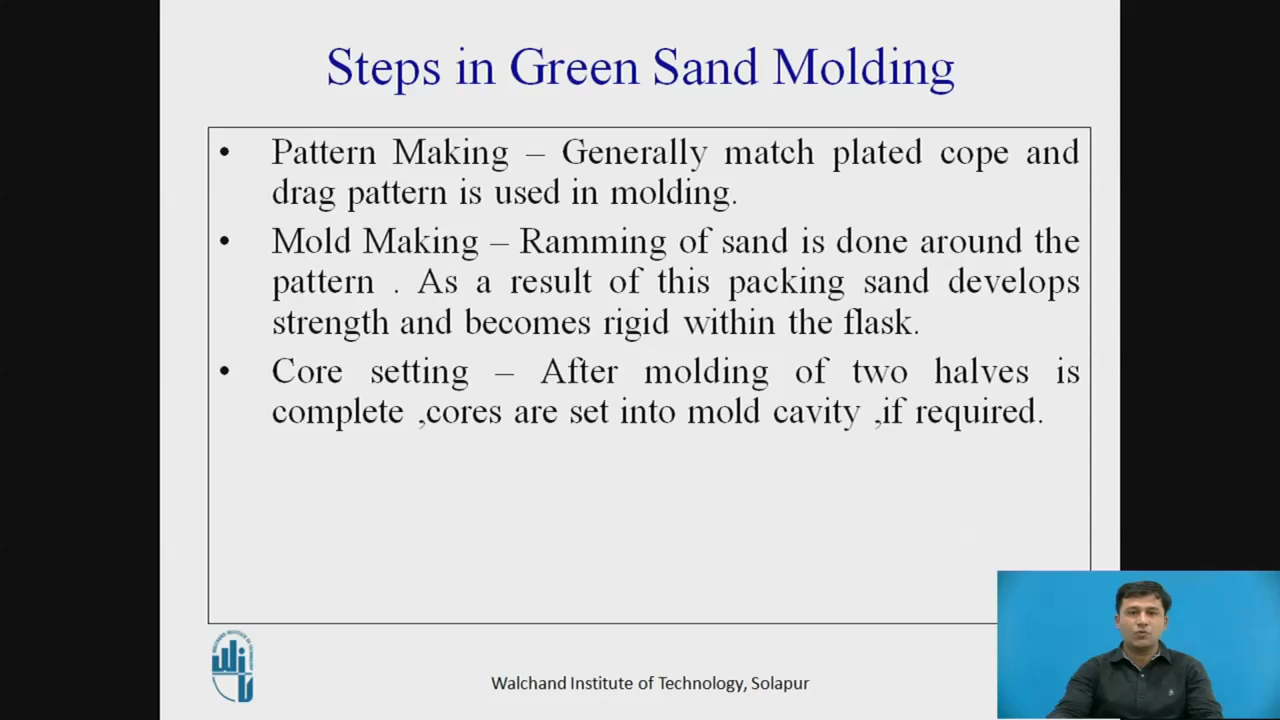 Steps in Green Sand Molding
• Pattern Making – Generally match plated cope and
drag pattern is used in molding.
• Mold Making – Ramming of sand is done around the
pattern . As a result of this packing sand develops
strength and becomes rigid within the flask.
• Core setting – After molding of two halves is
complete ,cores are set into mold cavity ,if required.
Walchand Institute of Technology, Solapur